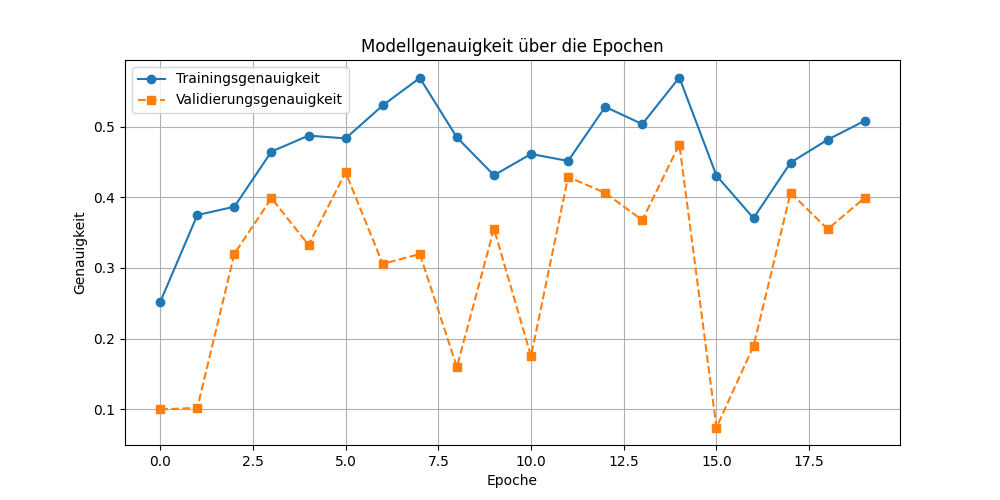 Modellgenauigkeit über die Epochen
Trainingsgenauigkeit
Validierungsgenauigkeit
Genauigkeit
0.5
0.4
0.3
0.2
0.1
0.0 2.5 5.0 7.5 10.0 12.5 15.0 17.5
Epoche